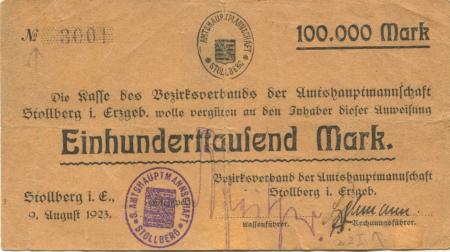 № 3001
AMTSHAUPTMANNSCHAFT STOLLBERG
100.000 Mark
Die Kasse des Bezirksverbands der Amtshauptmannschaft
Stollberg i. Erzgeb. wolle vergüten an den Inhaber dieser Anweisung
Einhunderttausend Mark.
Bezirksverband der Amtshauptmannschaft
Stollberg i. Erzgeb.
Stollberg i. E.,
9. August 1923.
S. AMTSHAUPTMANNSCHAFT STOLLBERG
Kassenführer.
Rechnungsführer.